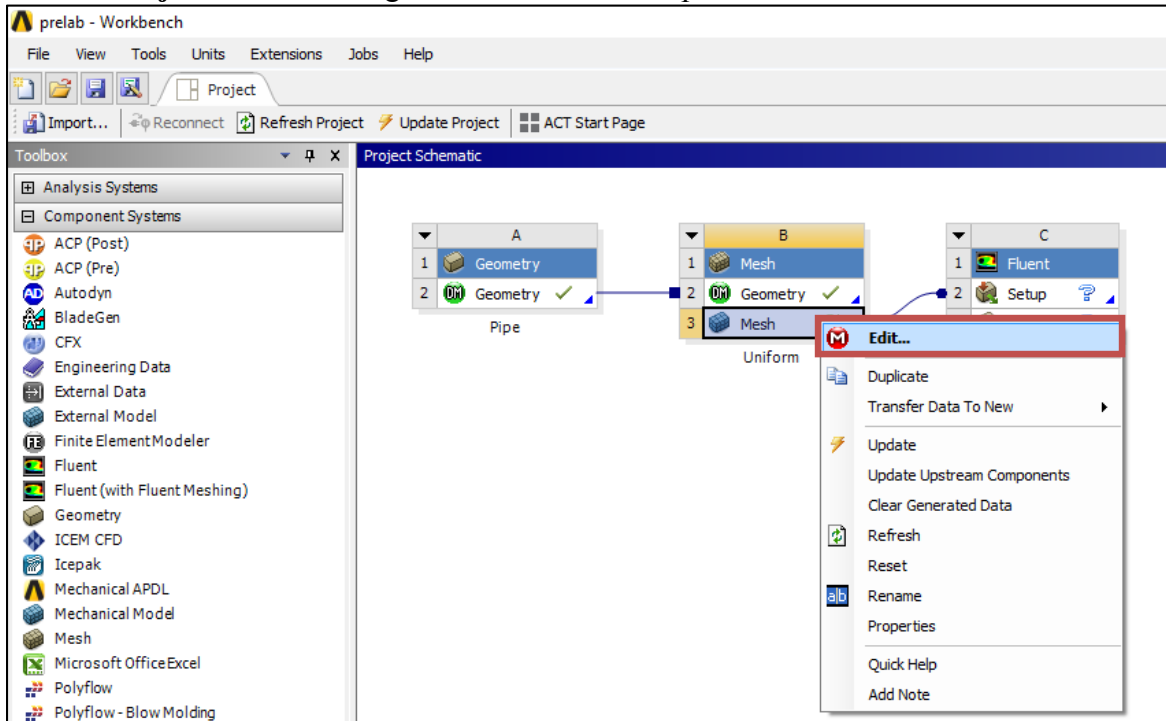 prelab - Workbench
File View Tools Units Extensions Jobs Help
Project
Import... Reconnect Refresh Project Update Project ACT Start Page
Toolbox
Project Schematic
Analysis Systems
Component Systems
ACP (Post)
ACP (Pre)
Autodyn
BladeGen
CFX
Engineering Data
External Data
External Model
Finite Element Modeler
Fluent
Fluent (with Fluent Meshing)
Geometry
ICEM CFD
Icepak
Mechanical APDL
Mechanical Model
Mesh
Microsoft Office Excel
Polyflow
Polyflow - Blow Molding
A
1 Geometry
2 DM Geometry
Pipe
B
1 Mesh
2 DM Geometry
3 Mesh
Uniform
C
1 Fluent
2 Setup
Edit...
Duplicate
Transfer Data To New
Update
Update Upstream Components
Clear Generated Data
Refresh
Reset
a|b Rename
Properties
Quick Help
Add Note